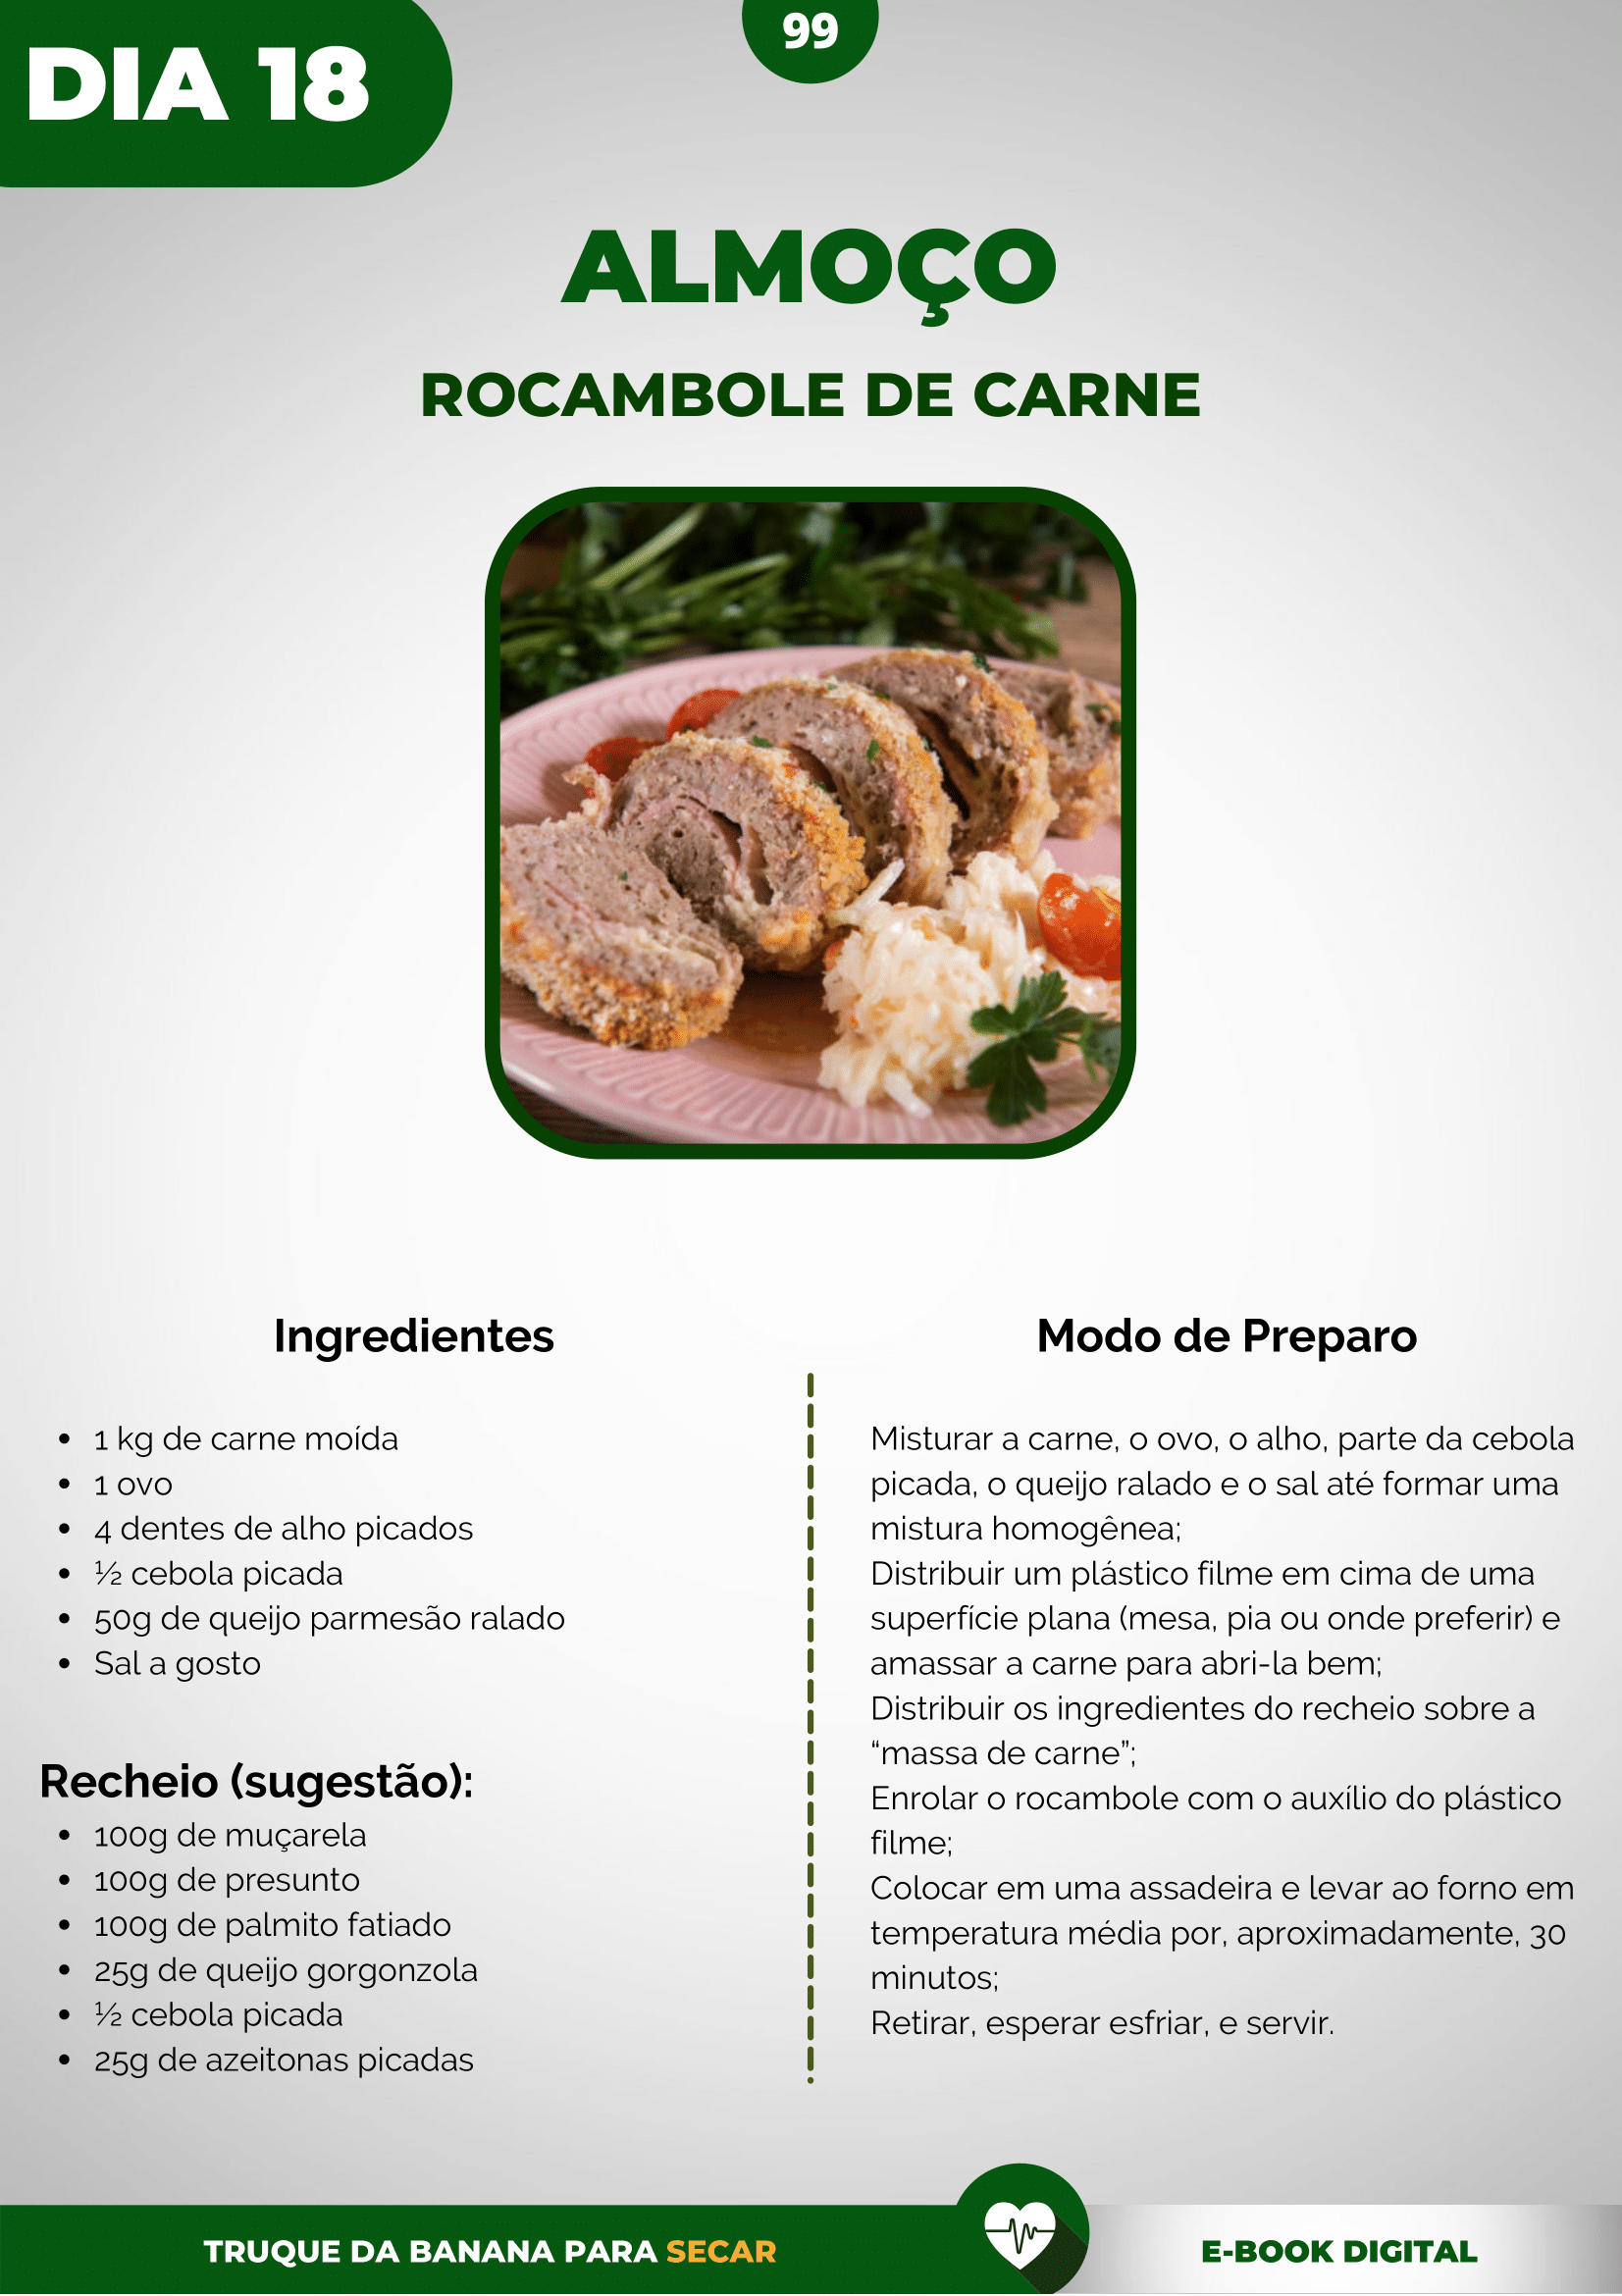 DIA 18
99
ALMOÇO
ROCAMBOLE DE CARNE
Ingredientes
• 1 kg de carne moída
• 1 ovo
• 4 dentes de alho picados
• ½ cebola picada
• 50g de queijo parmesão ralado
• Sal a gosto
Recheio (sugestão):
• 100g de muçarela
• 100g de presunto
• 100g de palmito fatiado
• 25g de queijo gorgonzola
• ½ cebola picada
• 25g de azeitonas picadas
Modo de Preparo
Misturar a carne, o ovo, o alho, parte da cebola
picada, o queijo ralado e o sal até formar uma
mistura homogênea;
Distribuir um plástico filme em cima de uma
superfície plana (mesa, pia ou onde preferir) e
amassar a carne para abri-la bem;
Distribuir os ingredientes do recheio sobre a
“massa de carne”;
Enrolar o rocambole com o auxílio do plástico
filme;
Colocar em uma assadeira e levar ao forno em
temperatura média por, aproximadamente, 30
minutos;
Retirar, esperar esfriar, e servir.
TRUQUE DA BANANA PARA SECAR
E-BOOK DIGITAL